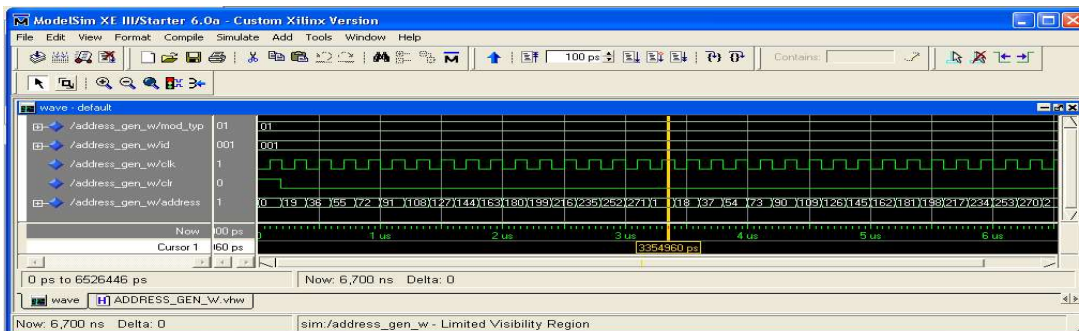 ModelSim XE III/Starter 6.0a - Custom Xilinx Version
File Edit View Format Compile Simulate Add Tools Window Help
100 ps
Contains:
wave - default
/address_gen_w/mod_typ 01 01
/address_gen_w/id 001 001
/address_gen_w/clk 1
/address_gen_w/clr 0
/address_gen_w/address 1 0 19 36 55 72 91 108 127 144 163 180 199 216 235 252 271 1 18 37 54 73 90 109 126 145 162 181 198 217 234 253 270 2
Now 00 ps 1 us 2 us 3 us 4 us 5 us 6 us
Cursor 1 60 ps 3354960 ps
0 ps to 6526446 ps Now: 6,700 ns Delta: 0
wave ADDRESS_GEN_W.vhw
Now: 6,700 ns Delta: 0 sim:/address_gen_w - Limited Visibility Region